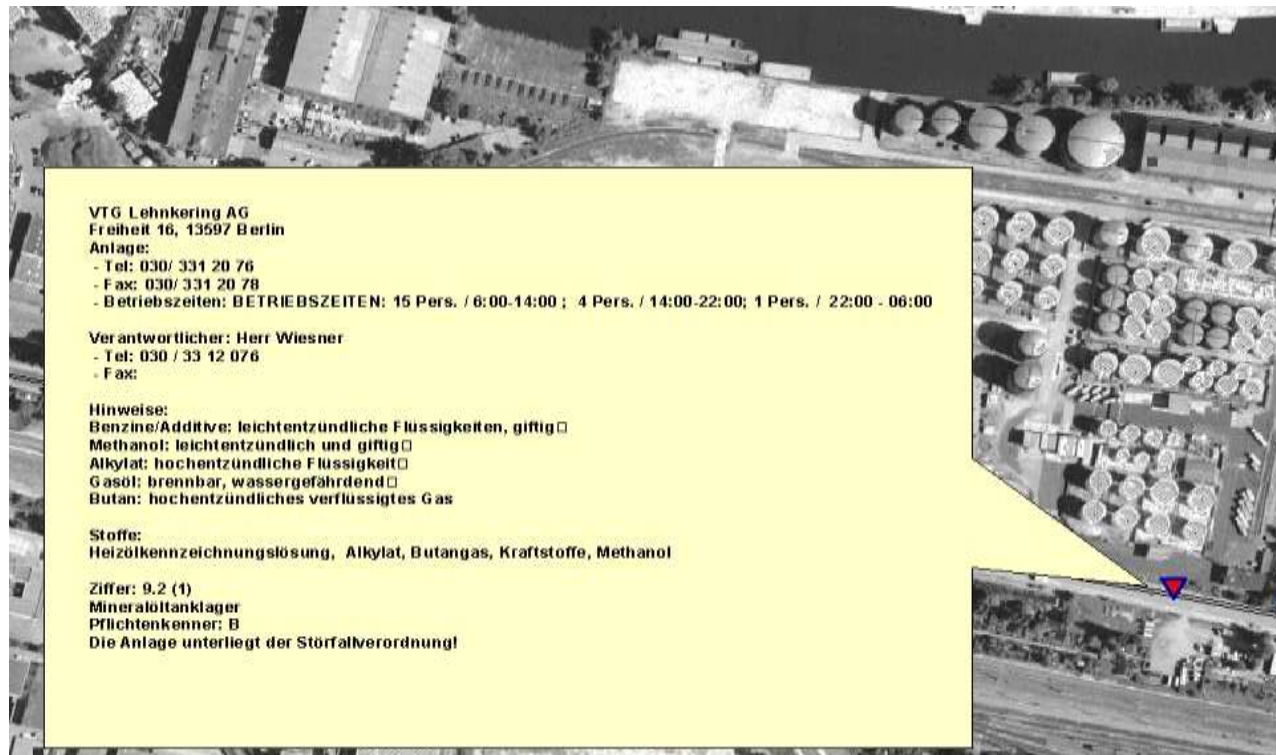 VTG Lehnkering AG
Freiheit 16, 13597 Berlin
Anlage:
- Tel: 030/ 331 20 76
- Fax: 030/ 331 20 78
- Betriebszeiten: BETRIEBSZEITEN: 15 Pers. / 6:00-14:00 ; 4 Pers. / 14:00-22:00; 1 Pers. / 22:00 - 06:00
Verantwortlicher: Herr Wiesner
- Tel: 030 / 33 12 076
- Fax:
Hinweise:
Benzine/Additive: leichtentzündliche Flüssigkeiten, giftig□
Methanol: leichtentzündlich und giftig□
Alkylat: hochentzündliche Flüssigkeit□
Gasöl: brennbar, wassergefährdend□
Butan: hochentzündliches verflüssigtes Gas
Stoffe:
Heizölkennzeichnungslösung, Alkylat, Butangas, Kraftstoffe, Methanol
Ziffer: 9.2 (1)
Mineralöltanklager
Pflichtenkenner: B
Die Anlage unterliegt der Störfallverordnung!